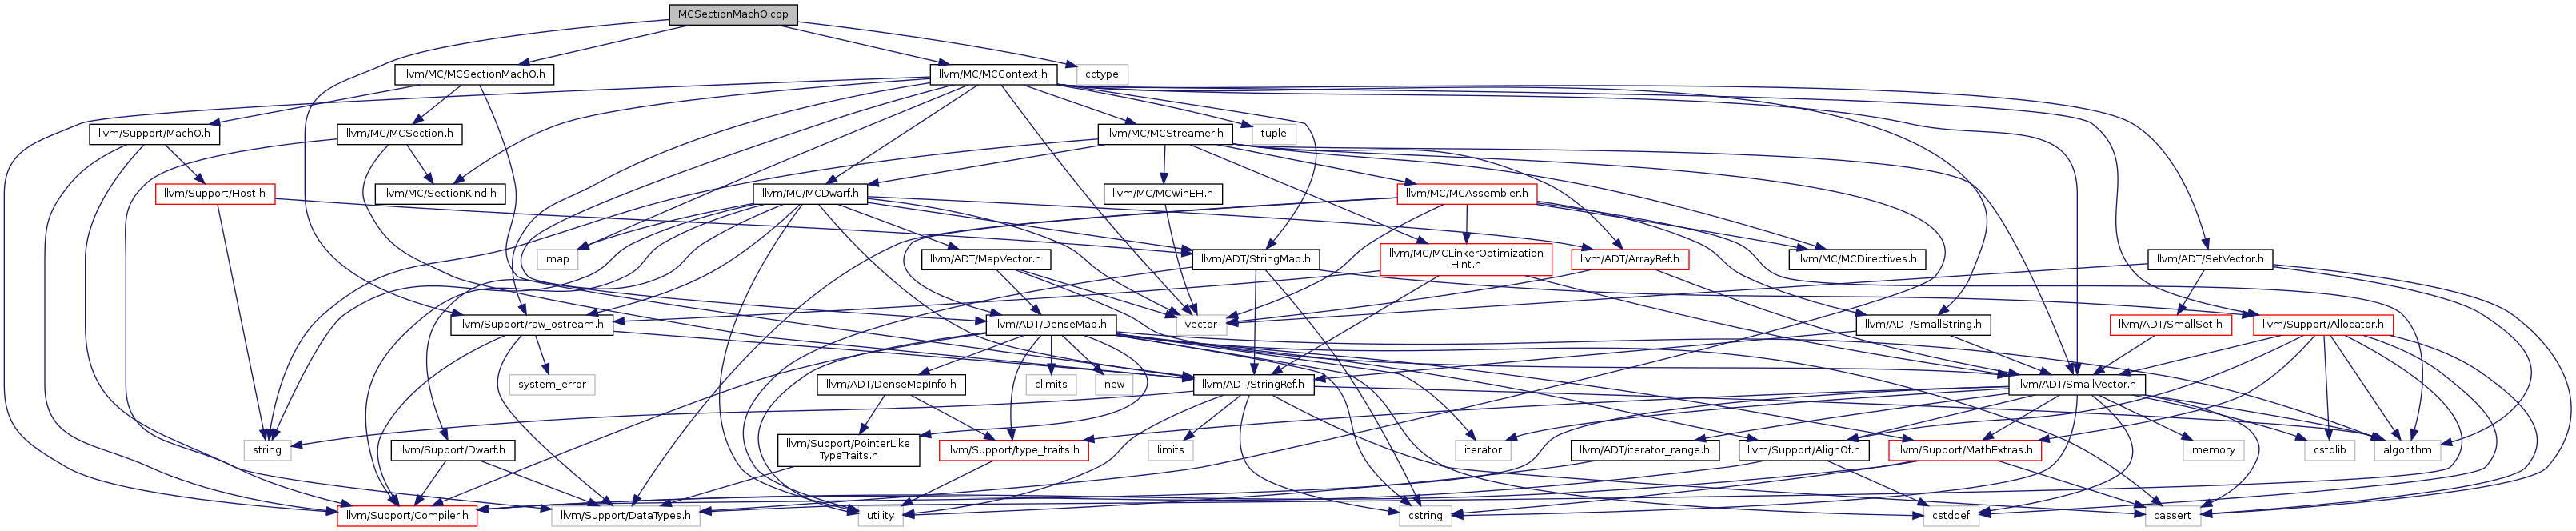 MCSectionMachO.cpp
llvm/MC/MCSectionMachO.h
llvm/MC/MCContext.h
cctype
llvm/Support/MachO.h
llvm/MC/MCSection.h
llvm/MC/MCStreamer.h
tuple
llvm/Support/Host.h
llvm/MC/SectionKind.h
llvm/MC/MCDwarf.h
llvm/MC/MCWinEH.h
llvm/MC/MCAssembler.h
map
llvm/ADT/MapVector.h
llvm/ADT/StringMap.h
llvm/MC/MCLinkerOptimization
Hint.h
llvm/ADT/ArrayRef.h
llvm/MC/MCDirectives.h
llvm/ADT/SetVector.h
llvm/Support/raw_ostream.h
llvm/ADT/DenseMap.h
vector
llvm/ADT/SmallString.h
llvm/ADT/SmallSet.h
llvm/Support/Allocator.h
system_error
llvm/ADT/DenseMapInfo.h
climits
new
llvm/ADT/StringRef.h
llvm/ADT/SmallVector.h
string
llvm/Support/Dwarf.h
llvm/Support/PointerLike
TypeTraits.h
llvm/Support/type_traits.h
limits
iterator
llvm/ADT/iterator_range.h
llvm/Support/AlignOf.h
llvm/Support/MathExtras.h
memory
cstdlib
algorithm
llvm/Support/Compiler.h
llvm/Support/DataTypes.h
utility
cstring
cstddef
cassert